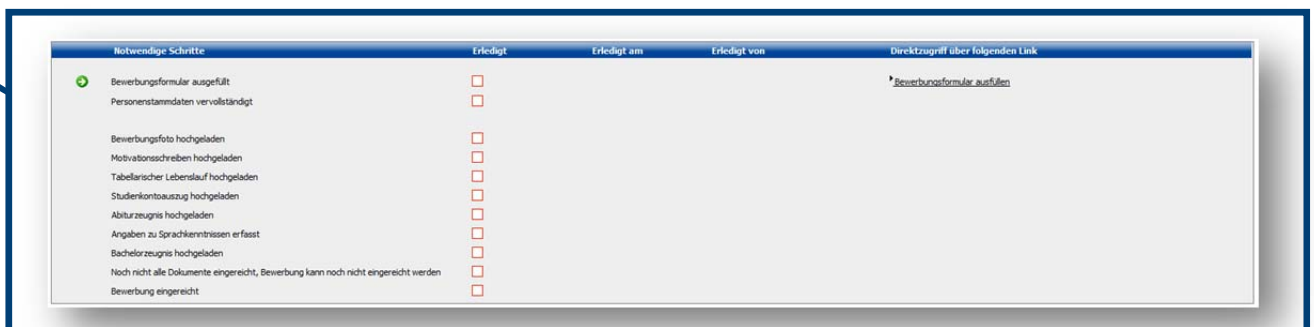 Notwendige Schritte Erledigt Erledigt am Erledigt von Direktzugriff über folgenden Link
Bewerbungsformular ausgefüllt Bewerbungsformular ausfüllen
Personenstammdaten vervollständigt
Bewerbungsfoto hochgeladen
Motivationsschreiben hochgeladen
Tabellarischer Lebenslauf hochgeladen
Studienkontoauszug hochgeladen
Abiturzeugnis hochgeladen
Angaben zu Sprachkenntnissen erfasst
Bachelorzeugnis hochgeladen
Noch nicht alle Dokumente eingereicht, Bewerbung kann noch nicht eingereicht werden
Bewerbung eingereicht